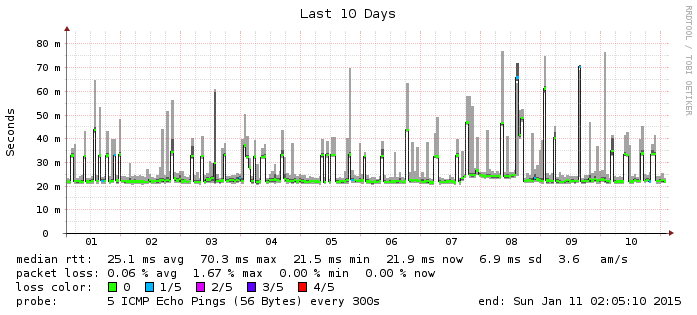 Last 10 Days
RRDTOOL / TOBI OETIKER
Seconds
80 m
70 m
60 m
50 m
40 m
30 m
20 m
10 m
0
01 02 03 04 05 06 07 08 09 10
median rtt: 25.1 ms avg 70.3 ms max 21.5 ms min 21.9 ms now 6.9 ms sd 3.6 am/s
packet loss: 0.06 % avg 1.67 % max 0.00 % min 0.00 % now
loss color: 0 1/5 2/5 3/5 4/5
probe: 5 ICMP Echo Pings (56 Bytes) every 300s end: Sun Jan 11 02:05:10 2015